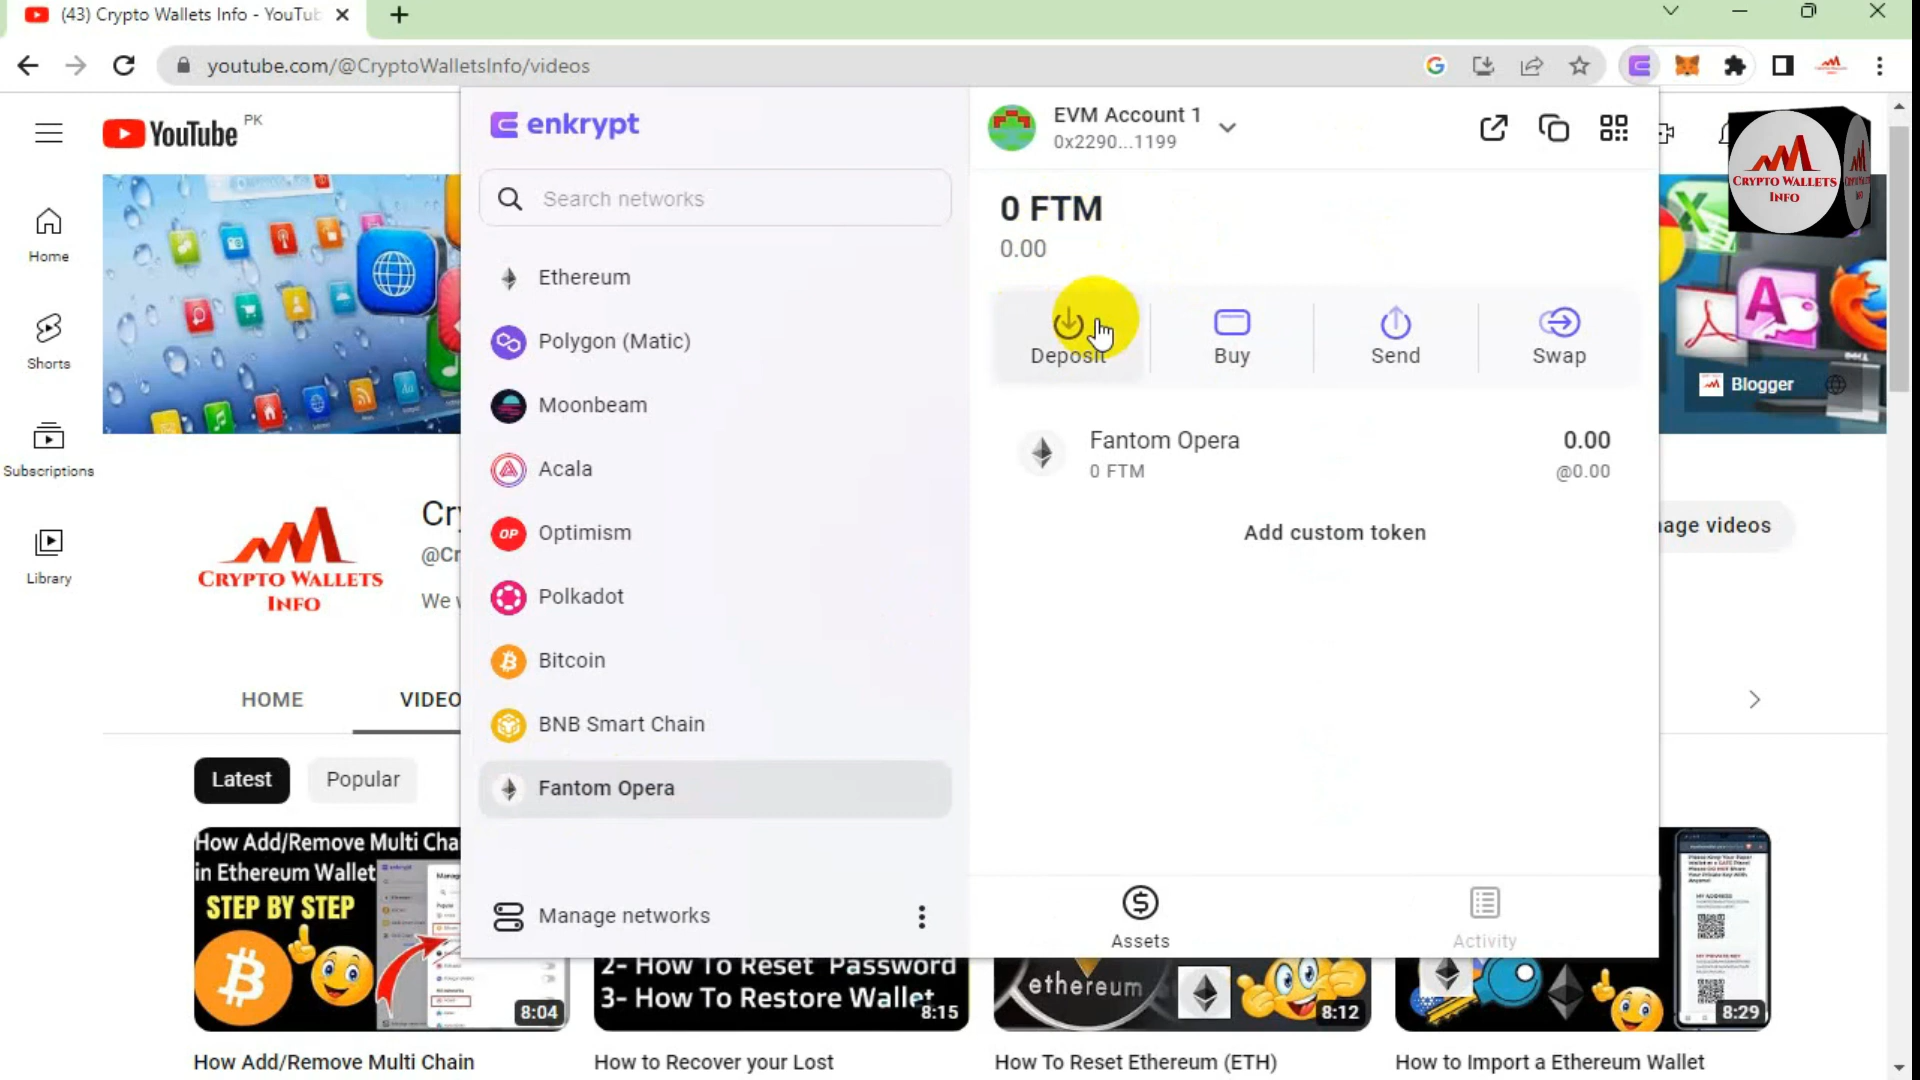 (43) Crypto Wallets Info - YouTub
youtube.com/@CryptoWalletsInfo/videos
YouTube PK
Home
Shorts
Subscriptions
Library
enkrypt
Search networks
Ethereum
Polygon (Matic)
Moonbeam
Acala
Optimism
Polkadot
Bitcoin
BNB Smart Chain
Fantom Opera
Manage networks
EVM Account 1
0x2290...1199
0 FTM
0.00
Deposit
Buy
Send
Swap
Fantom Opera
0 FTM
0.00
@0.00
Add custom token
Assets
Activity
CRYPTO WALLETS
INFO
Blogger
CRYPTO WALLETS
INFO
Cry
@Cr
We w
age videos
HOME
VIDEO
Latest
Popular
How Add/Remove Multi Cha
in Ethereum Wallet
STEP BY STEP
8:04
2- How To Reset Password
3- How To Restore Wallet
8:15
ethereum
8:12
8:29
How Add/Remove Multi Chain
How to Recover your Lost
How To Reset Ethereum (ETH)
How to Import a Ethereum Wallet